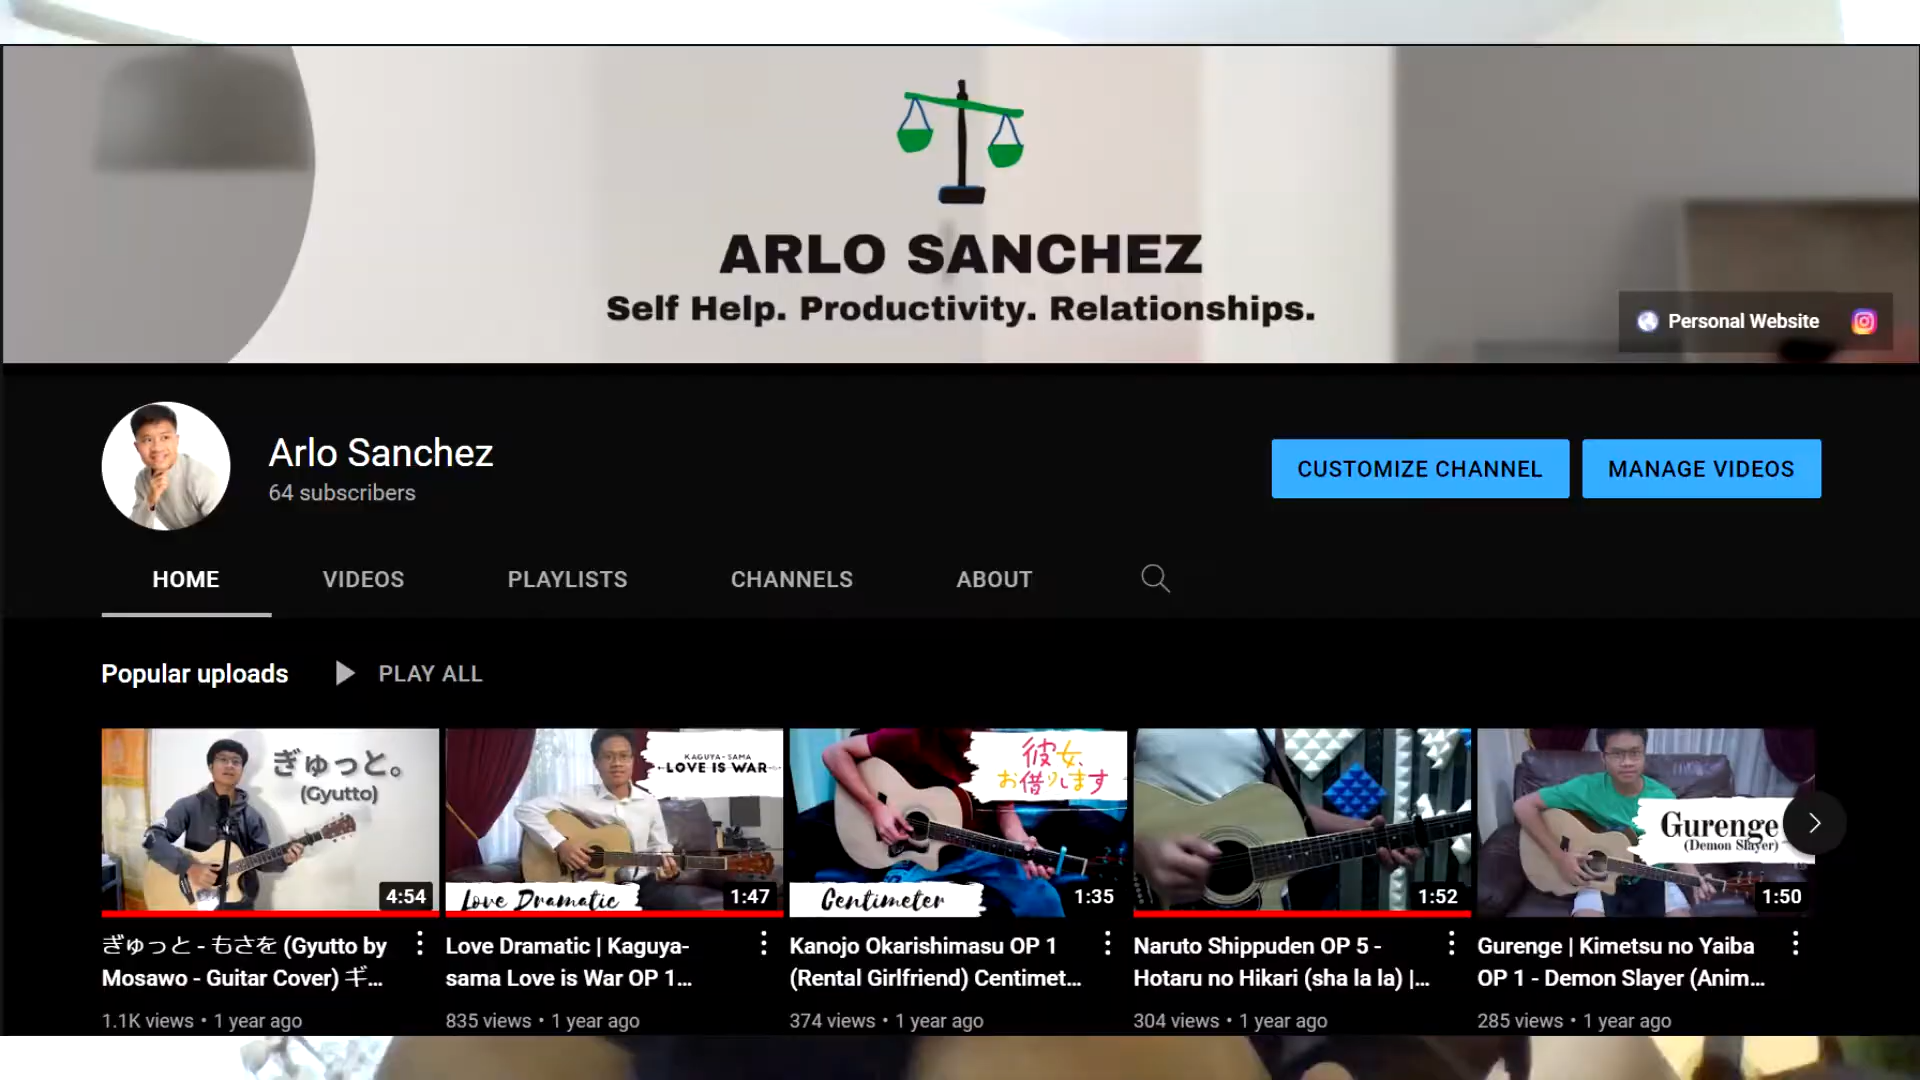 ARLO SANCHEZ
Self Help. Productivity. Relationships.
Personal Website
Arlo Sanchez
64 subscribers
CUSTOMIZE CHANNEL
MANAGE VIDEOS
HOME
VIDEOS
PLAYLISTS
CHANNELS
ABOUT
Popular uploads
PLAY ALL
ぎゅっと。
(Gyutto)
4:54
ぎゅっと - もさを (Gyutto by
Mosawo - Guitar Cover) ギ...
1.1K views • 1 year ago
KAGUYA-SAMA
LOVE IS WAR
Love Dramatic
1:47
Love Dramatic | Kaguya-
sama Love is War OP 1...
835 views • 1 year ago
彼女、
お借りします
Centimeter
1:35
Kanojo Okarishimasu OP 1
(Rental Girlfriend) Centimet...
374 views • 1 year ago
1:52
Naruto Shippuden OP 5 -
Hotaru no Hikari (sha la la) |...
304 views • 1 year ago
Gurenge
(Demon Slayer)
1:50
Gurenge | Kimetsu no Yaiba
OP 1 - Demon Slayer (Anim...
285 views • 1 year ago